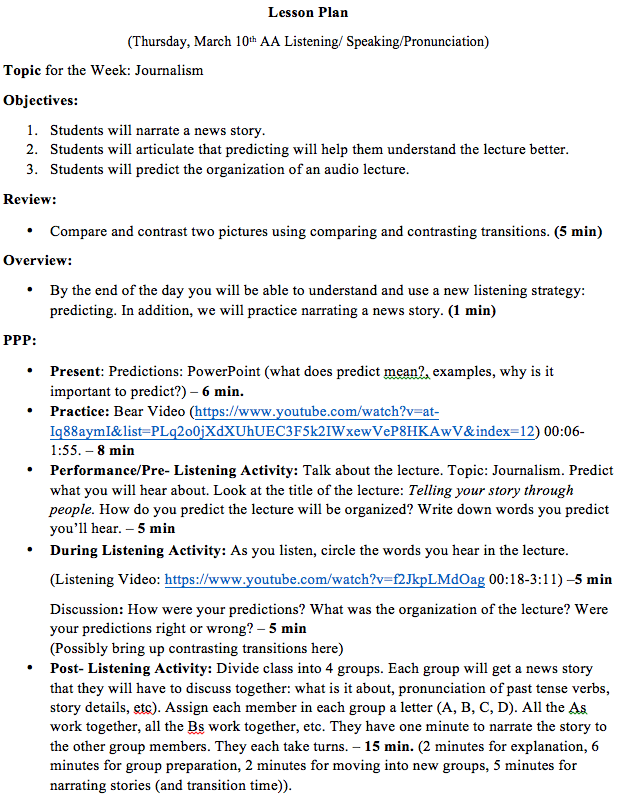 Lesson Plan
(Thursday, March 10th AA Listening/ Speaking/Pronunciation)
Topic for the Week: Journalism
Objectives:
1. Students will narrate a news story.
2. Students will articulate that predicting will help them understand the lecture better.
3. Students will predict the organization of an audio lecture.
Review:
• Compare and contrast two pictures using comparing and contrasting transitions. (5 min)
Overview:
• By the end of the day you will be able to understand and use a new listening strategy:
predicting. In addition, we will practice narrating a news story. (1 min)
PPP:
• Present: Predictions: PowerPoint (what does predict mean?, examples, why is it
important to predict?) – 6 min.
• Practice: Bear Video (https://www.youtube.com/watch?v=at-
Iq88aymI&list=PLq2o0jXdXUhUEC3F5k2IWxewVeP8HKAwV&index=12) 00:06-
1:55. – 8 min
• Performance/Pre- Listening Activity: Talk about the lecture. Topic: Journalism. Predict
what you will hear about. Look at the title of the lecture: Telling your story through
people. How do you predict the lecture will be organized? Write down words you predict
you’ll hear. – 5 min
• During Listening Activity: As you listen, circle the words you hear in the lecture.
(Listening Video: https://www.youtube.com/watch?v=f2JkpLMdOag 00:18-3:11) –5 min
Discussion: How were your predictions? What was the organization of the lecture? Were
your predictions right or wrong? – 5 min
(Possibly bring up contrasting transitions here)
• Post- Listening Activity: Divide class into 4 groups. Each group will get a news story
that they will have to discuss together: what is it about, pronunciation of past tense verbs,
story details, etc). Assign each member in each group a letter (A, B, C, D). All the As
work together, all the Bs work together, etc. They have one minute to narrate the story to
the other group members. They each take turns. – 15 min. (2 minutes for explanation, 6
minutes for group preparation, 2 minutes for moving into new groups, 5 minutes for
narrating stories (and transition time)).